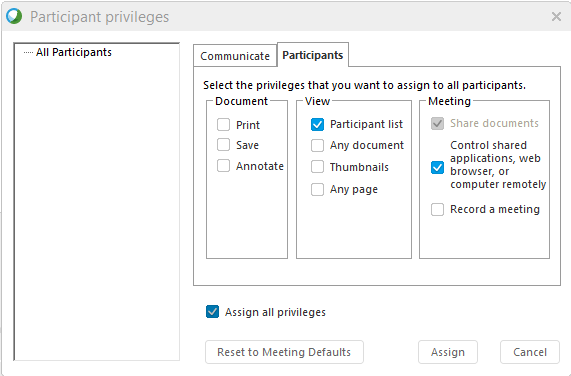 Participant privileges
All Participants
Communicate
Participants
Select the privileges that you want to assign to all participants.
Document
Print
Save
Annotate
View
Participant list
Any document
Thumbnails
Any page
Meeting
Share documents
Control shared
applications, web
browser, or
computer remotely
Record a meeting
Assign all privileges
Reset to Meeting Defaults
Assign
Cancel